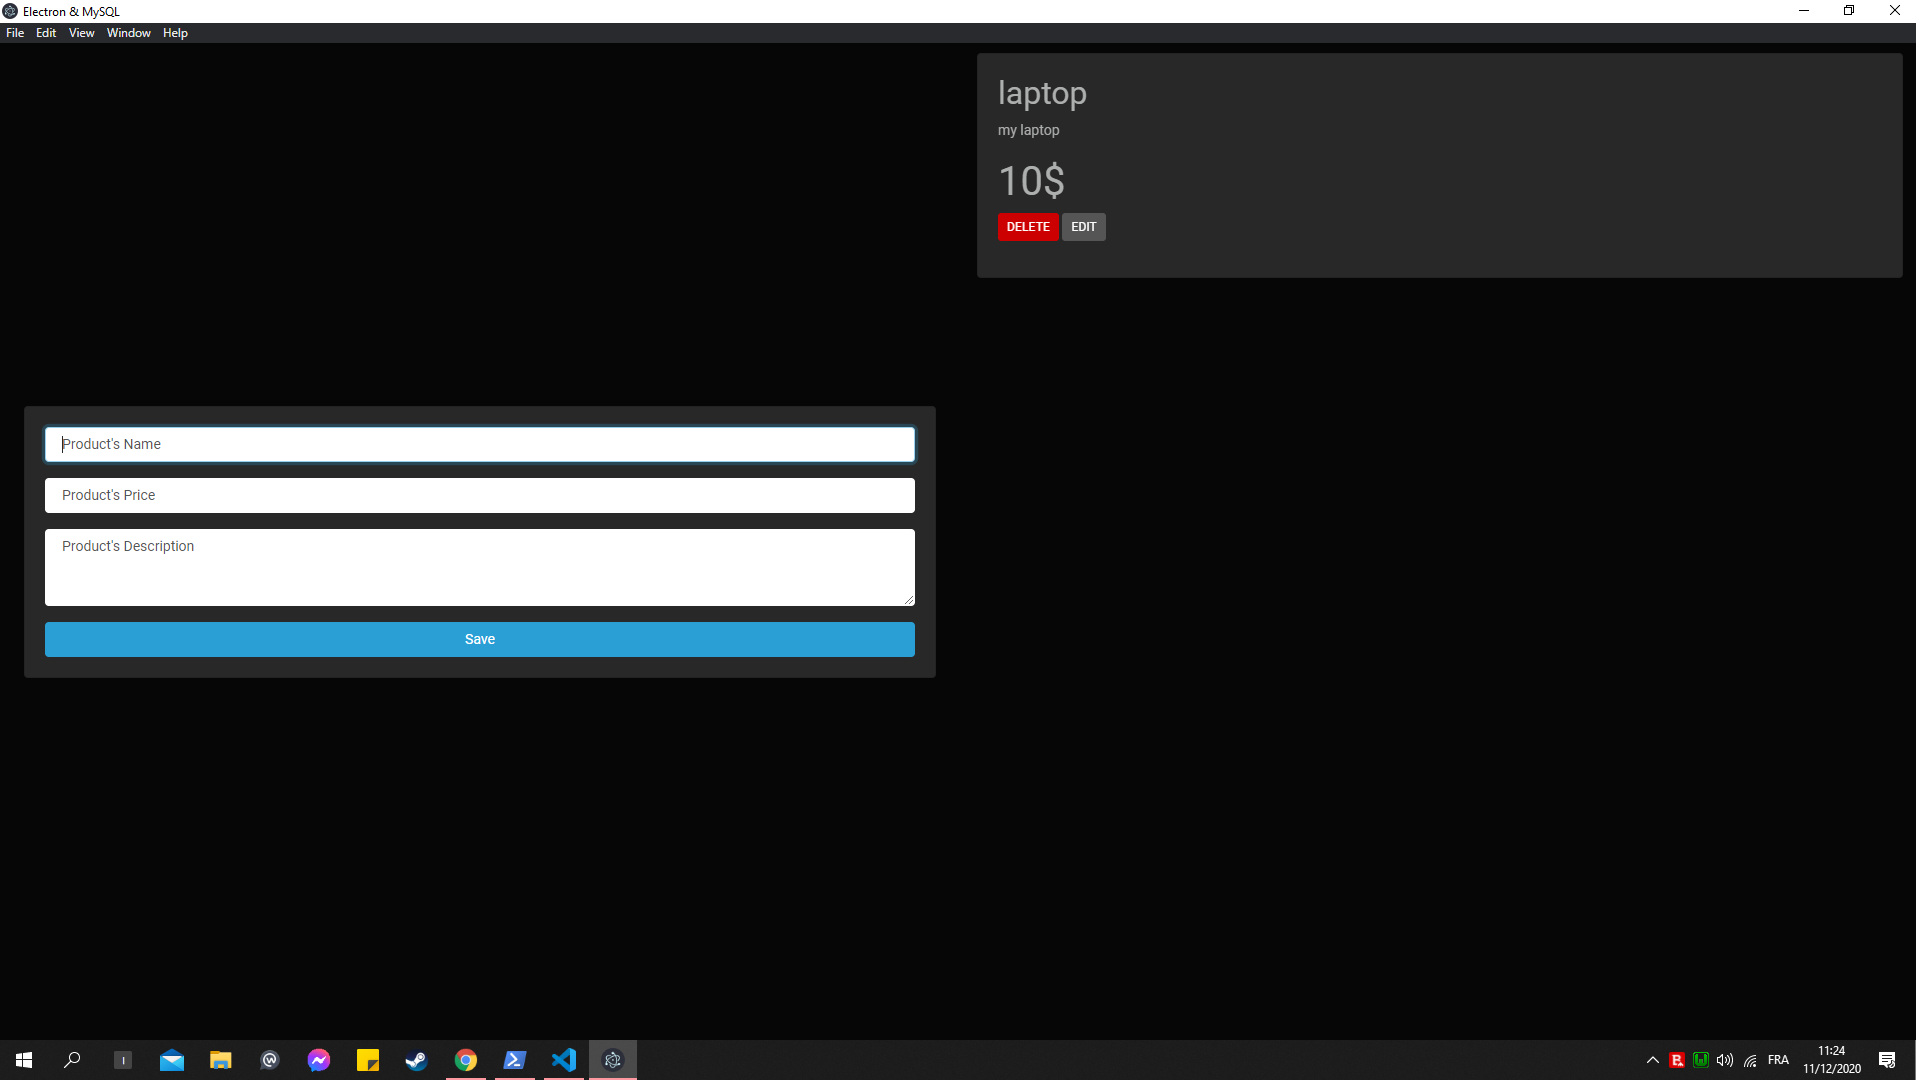 Electron & MySQL
File Edit View Window Help
laptop
my laptop
10$
DELETE EDIT
Product's Name
Product's Price
Product's Description
Save
FRA
11:24
11/12/2020